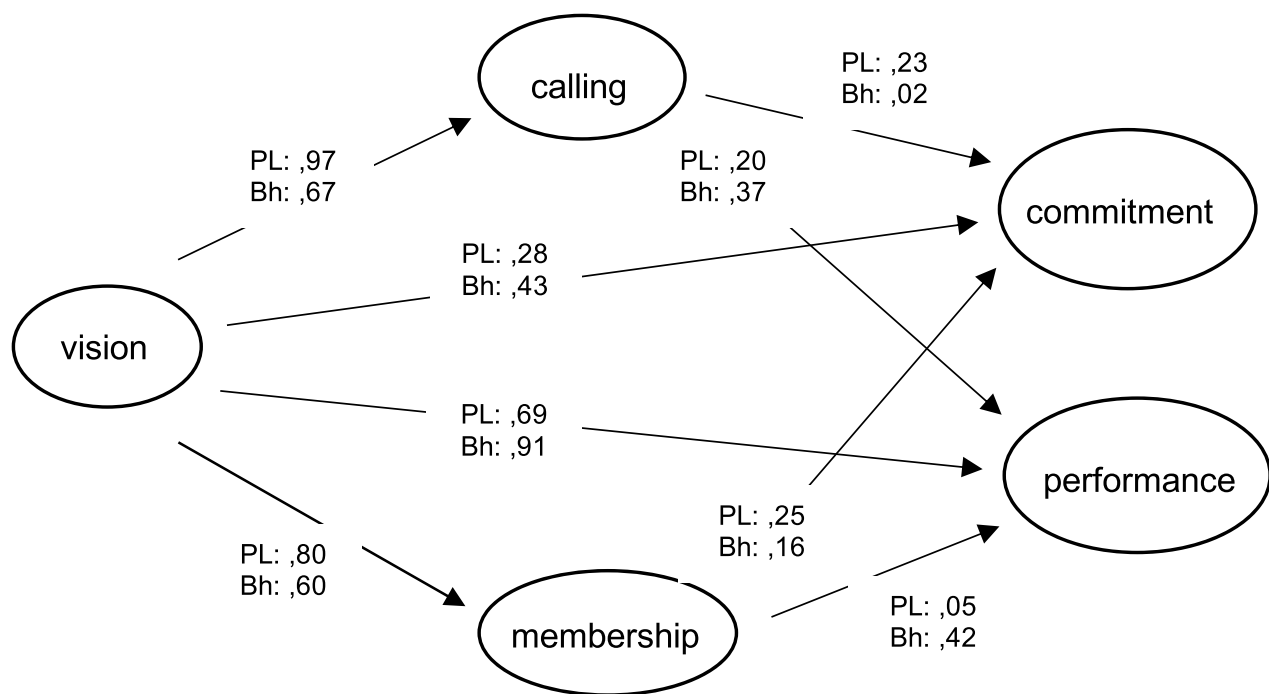 calling
PL: ,23
Bh: ,02
PL: ,97
Bh: ,67
PL: ,20
Bh: ,37
commitment
PL: ,28
Bh: ,43
vision
PL: ,69
Bh: ,91
performance
PL: ,25
Bh: ,16
PL: ,80
Bh: ,60
membership
PL: ,05
Bh: ,42